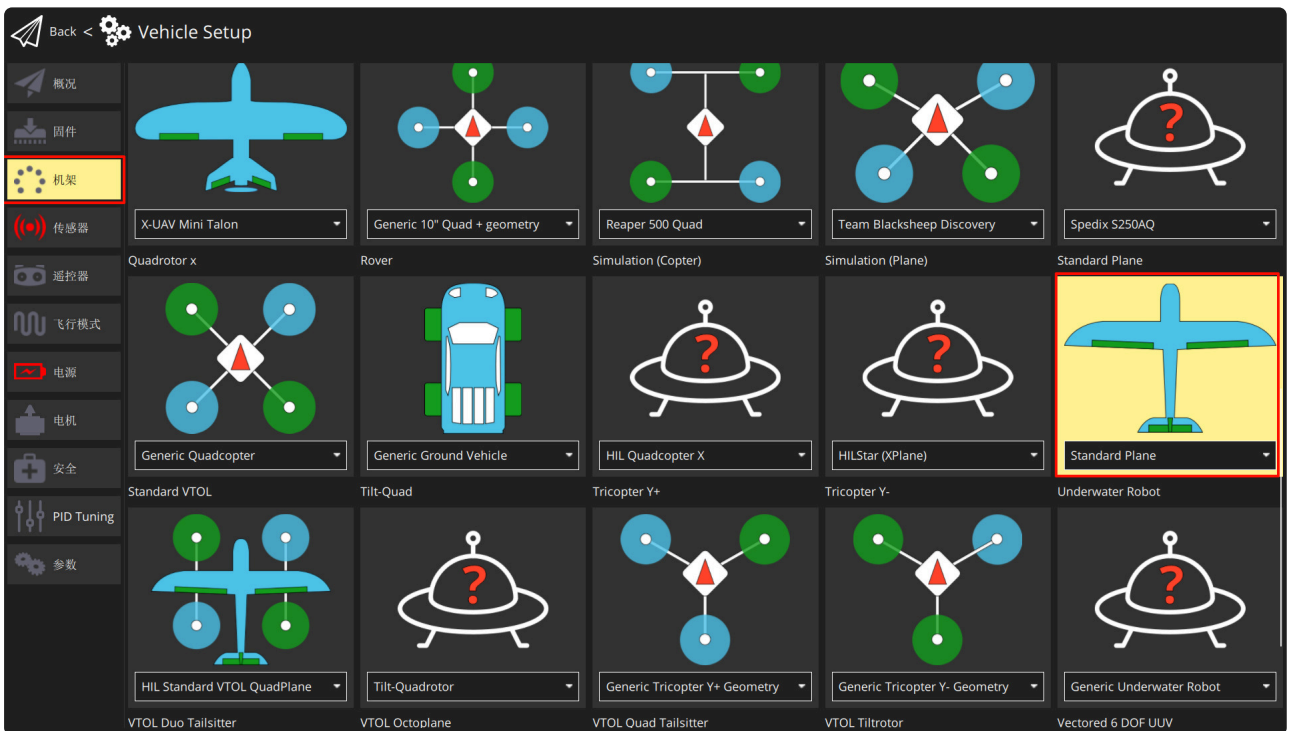 Back < Vehicle Setup
概况
固件
机架
传感器
遥控器
飞行模式
电源
电机
安全
PID Tuning
参数
X-UAV Mini Talon
Generic 10" Quad + geometry
Reaper 500 Quad
Team Blacksheep Discovery
Spedix S250AQ
Quadrotor x
Rover
Simulation (Copter)
Simulation (Plane)
Standard Plane
Generic Quadcopter
Generic Ground Vehicle
HIL Quadcopter X
HILStar (XPlane)
Standard Plane
Standard VTOL
Tilt-Quad
Tricopter Y+
Tricopter Y-
Underwater Robot
HIL Standard VTOL QuadPlane
Tilt-Quadrotor
Generic Tricopter Y+ Geometry
Generic Tricopter Y- Geometry
Generic Underwater Robot
VTOL Duo Tailsitter
VTOL Octoplane
VTOL Quad Tailsitter
VTOL Tiltrotor
Vectored 6 DOF UUV